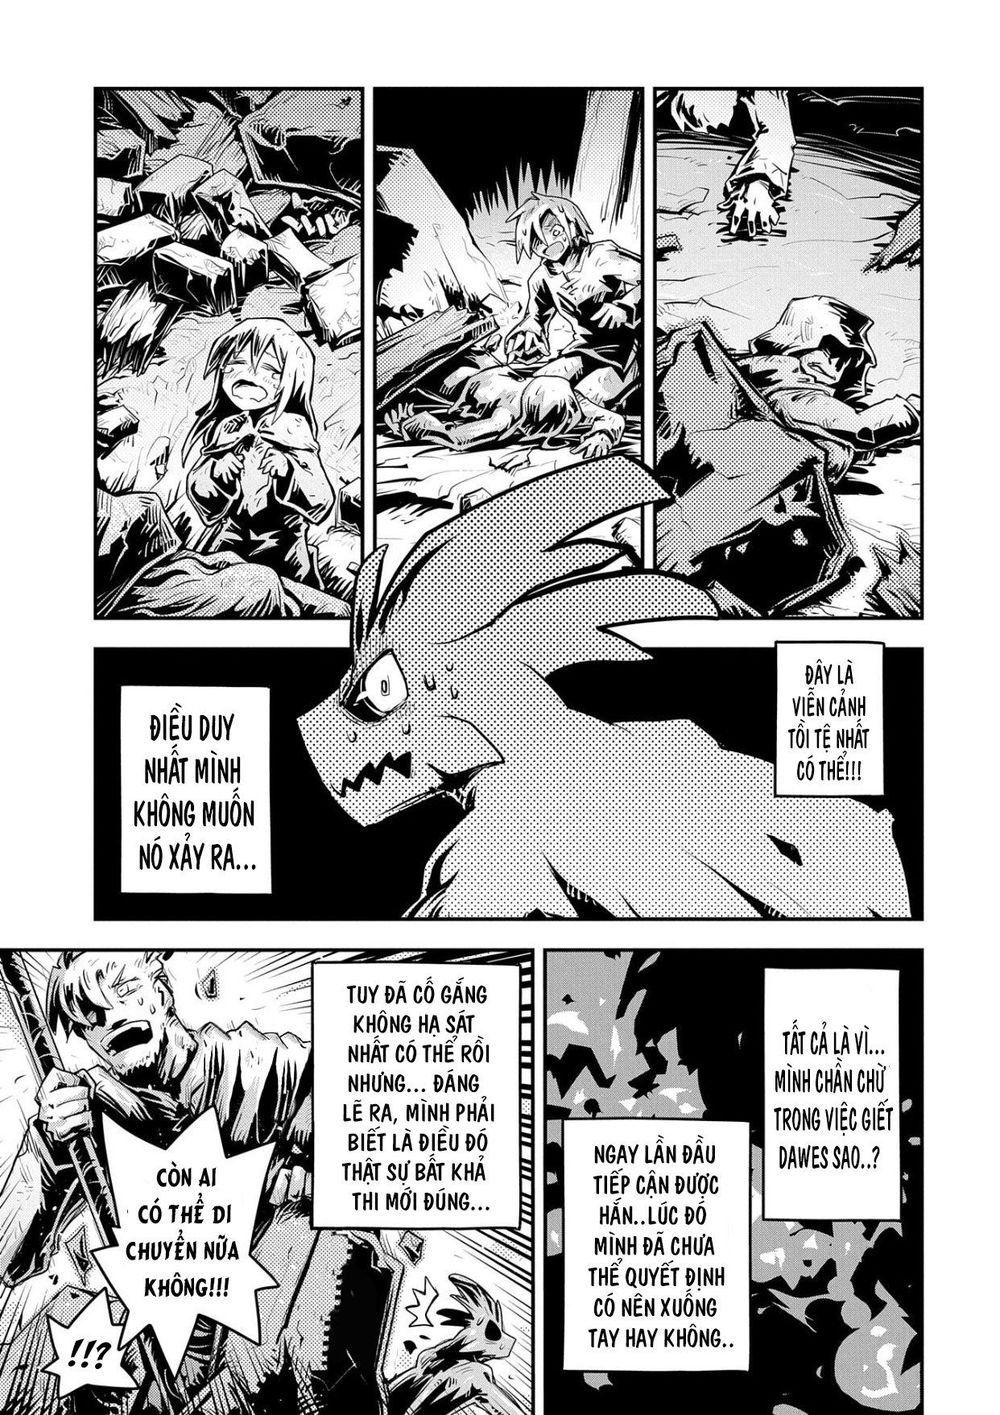 ĐÂY LÀ
VIỄN CẢNH
TỒI TỆ NHẤT
CÓ THỂ!!!
ĐIỀU DUY
NHẤT MÌNH
KHÔNG MUỐN
NÓ XẢY RA...
TẤT CẢ LÀ VÌ...
MÌNH CHẦN CHỪ
TRONG VIỆC GIẾT
DAWES SAO..?
NGAY LẦN ĐẦU
TIẾP CẬN ĐƯỢC
HẮN..LÚC ĐÓ
MÌNH ĐÃ CHƯA
THỂ QUYẾT ĐỊNH
CÓ NÊN XUỐNG
TAY HAY KHÔNG..
TUY ĐÃ CỐ GẮNG
KHÔNG HẠ SÁT
NHẤT CÓ THỂ RỒI
NHƯNG... ĐÁNG
LẼ RA, MÌNH PHẢI
BIẾT LÀ ĐIỀU ĐÓ
THẬT SỰ BẤT KHẢ
THI MỚI ĐÚNG...
CÒN AI
CÓ THỂ DI
CHUYỂN NỮA
KHÔNG!!!
!!?